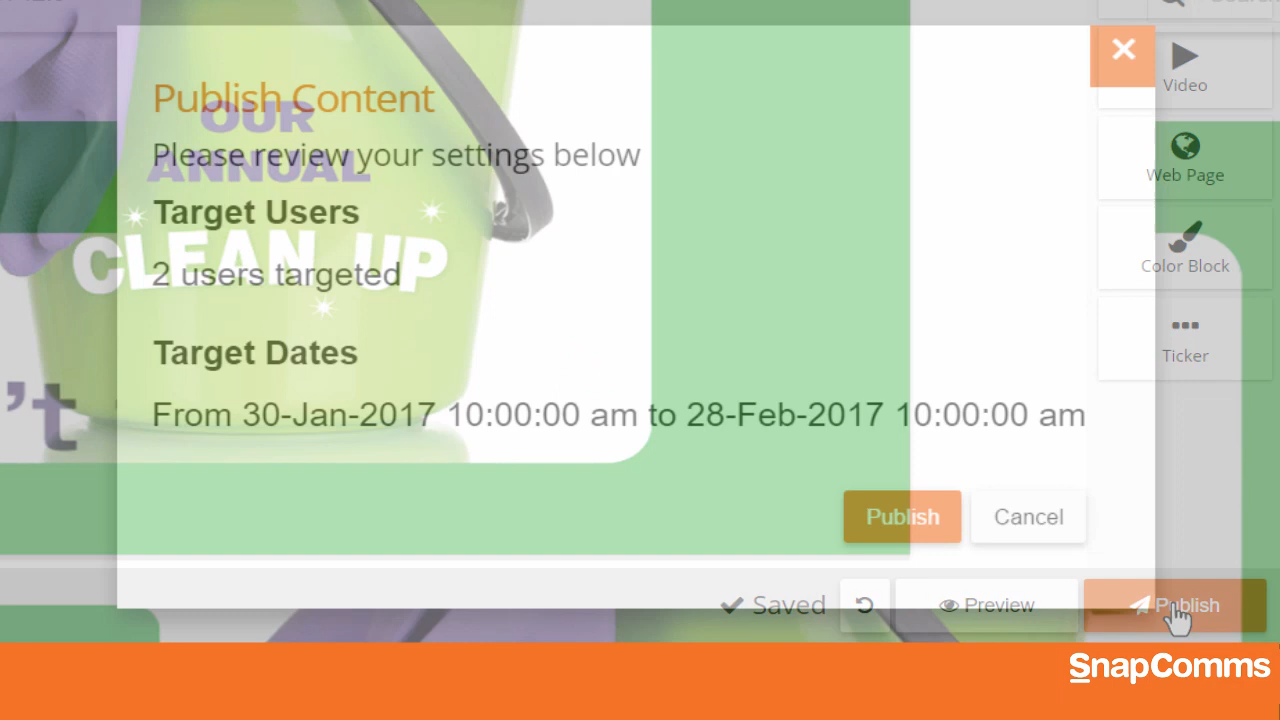 Publish Content
OUR
Please review your settings below
ANNUAL
Target Users
CLEAN UP
2 users targeted
Target Dates
't
From 30-Jan-2017 10:00:00 am to 28-Feb-2017 10:00:00 am
Publish Cancel
Saved Preview Publish
Video
Web Page
Color Block
Ticker
SnapComms